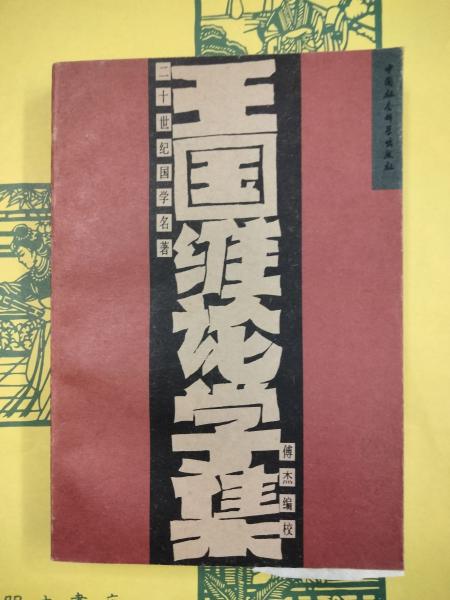 中国社会科学出版社
二十世纪国学名著
王国维论学集
傅杰编校